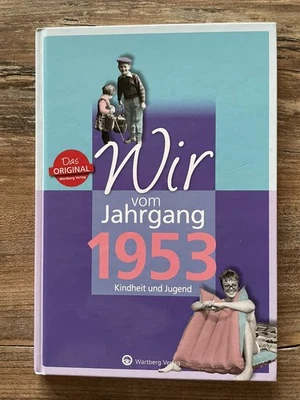 Das
ORIGINAL
Wartberg Verlag
Wir
vom
Jahrgang
1953
Kindheit und Jugend
Wartberg Verlag